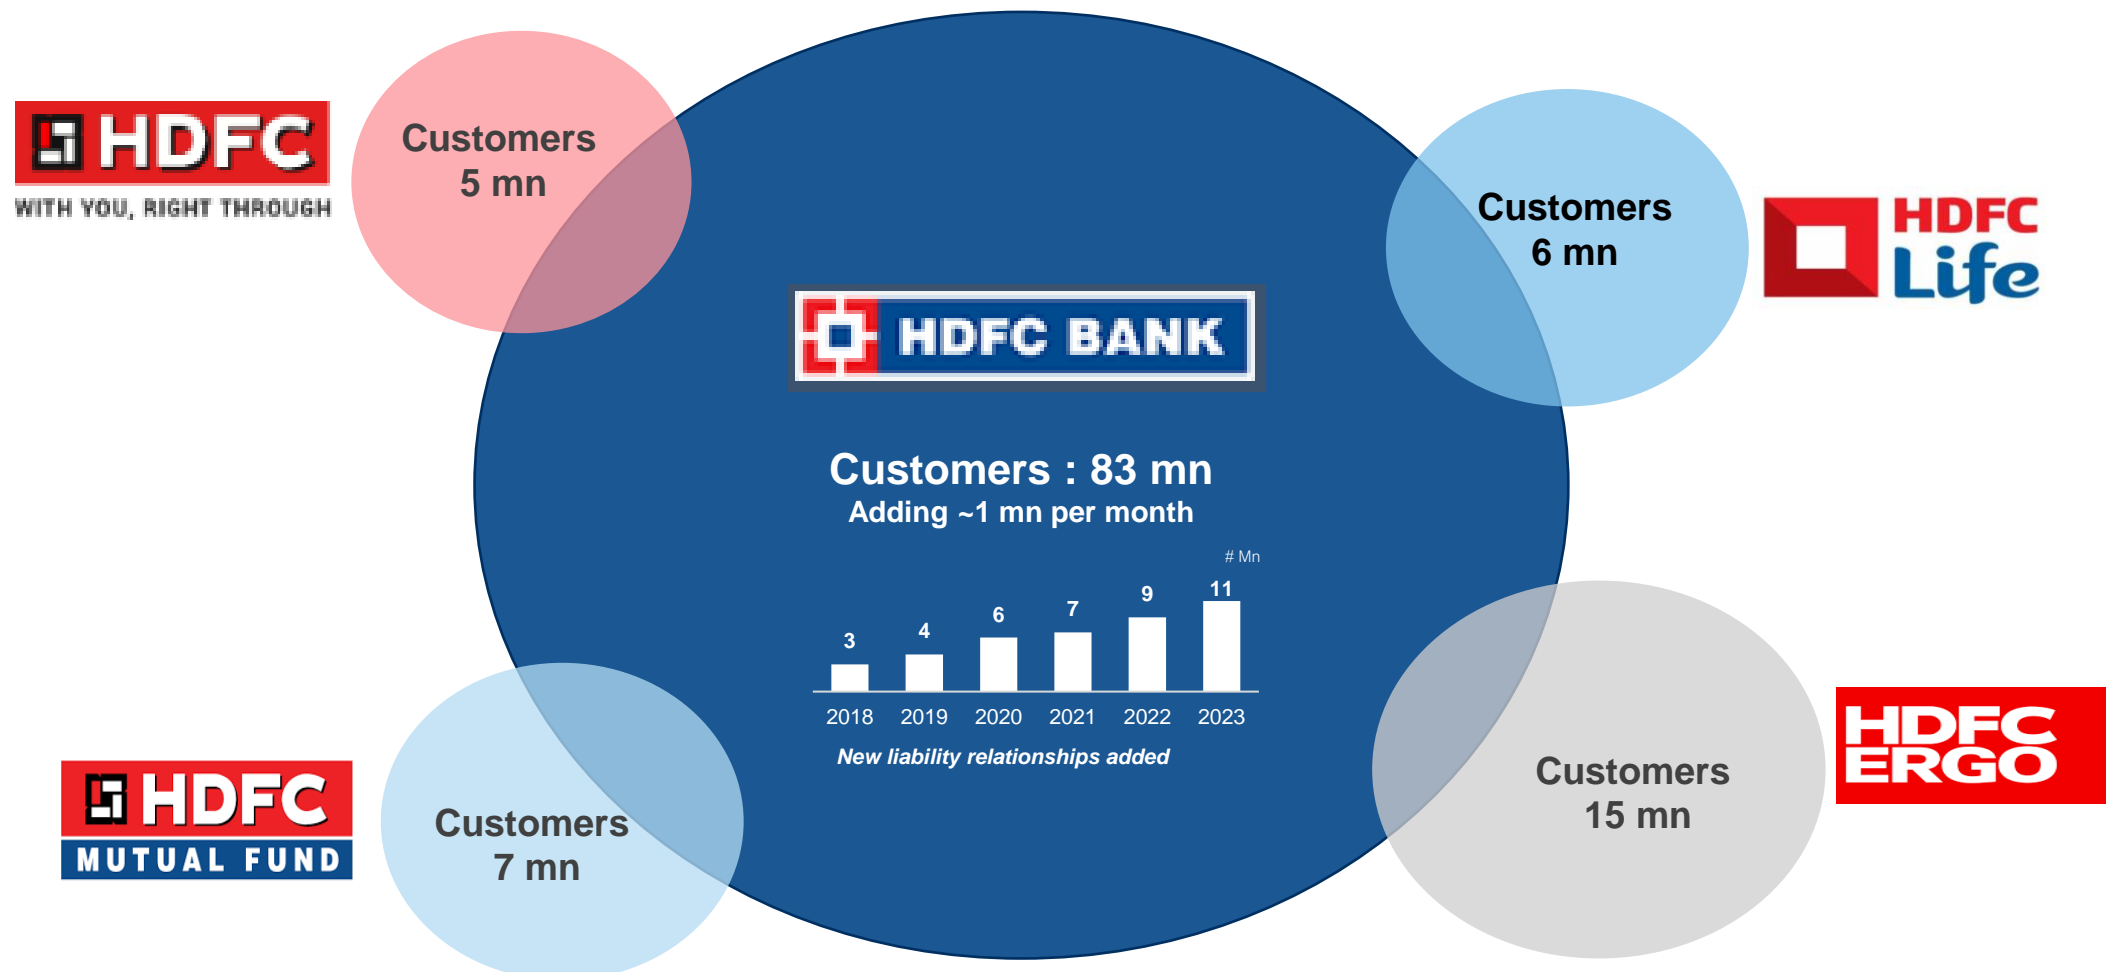 HDFC
WITH YOU, RIGHT THROUGH
Customers
5 mn
Customers
6 mn
HDFC
Life
HDFC BANK
Customers : 83 mn
Adding ~1 mn per month
# Mn
3 4 6 7 9 11
2018 2019 2020 2021 2022 2023
New liability relationships added
HDFC
MUTUAL FUND
Customers
7 mn
Customers
15 mn
HDFC
ERGO